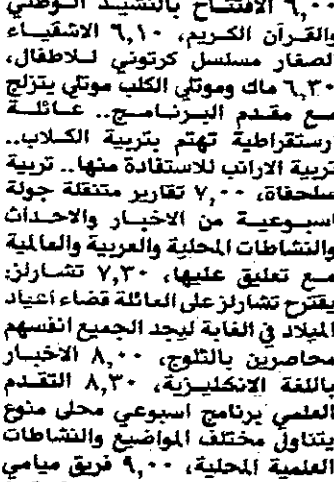 ٦,٠٠ الافتتاح بالنشيد الوطني
والقرآن الكريم، ٦,١٠ الاشقياء
الصغار مسلسل كرتوني للاطفال،
٦,٣٠ ماك وموتلي الكلب موتلي يتزلج
مع مقدم البرنامج.. عائلة
ارستقراطية تهتم بتربية الكلاب..
تربية الارانب للاستفادة منها.. تربية
سلحفاة، ٧,٠٠ تقارير متنقلة جولة
اسبوعية من الاخبار والاحداث
والنشاطات المحلية والعربية والعالمية
مع تعليق عليها، ٧,٣٠ تشارلز:
يقترح تشارلز على العائلة قضاء اعياد
الميلاد في الغابة ليجد الجميع انفسهم
محاصرين بالثلوج، ٨,٠٠ الاخبار
باللغة الانكليزية، ٨,٣٠ التقدم
العلمي برنامج اسبوعي محلى منوع
يتناول مختلف المواضيع والنشاطات
العلمية المحلية، ٩,٠٠ فريق ميامي